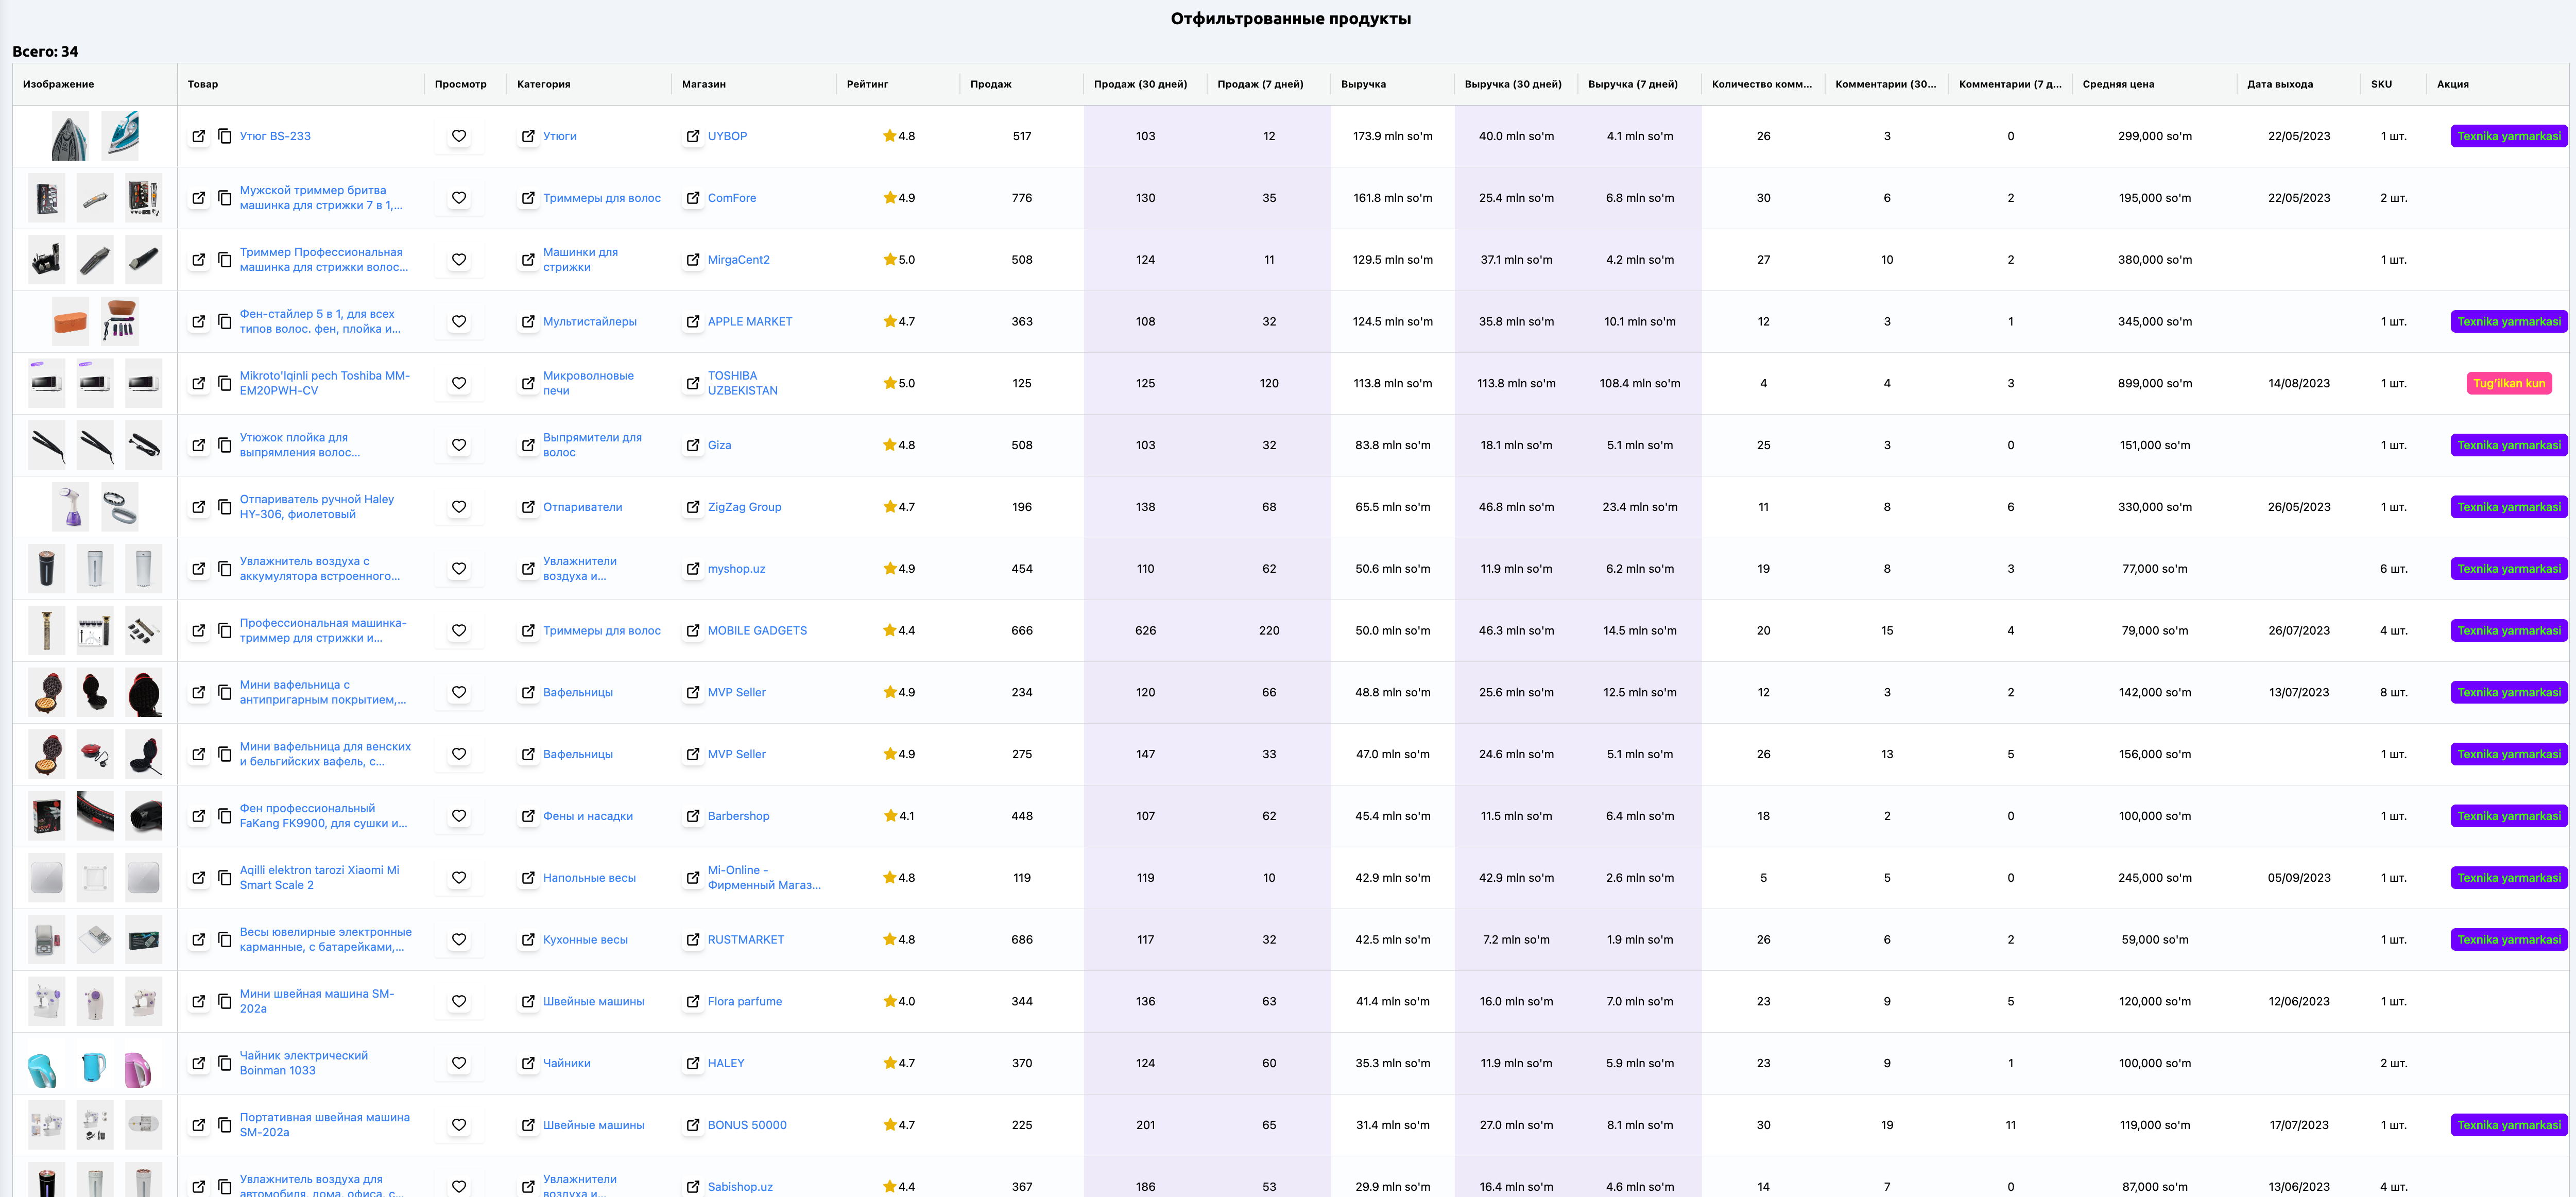 Отфильтрованные продукты
Всего: 34
Изображение Товар Просмотр Категория Магазин Рейтинг Продаж Продаж (30 дней) Продаж (7 дней) Выручка Выручка (30 дней) Выручка (7 дней) Количество комм... Комментарии (30... Комментарии (7 д... Средняя цена Дата выхода SKU Акция
Утюг BS-233 Утюги UYBOP 4.8 517 103 12 173.9 mln so'm 40.0 mln so'm 4.1 mln so'm 26 3 0 299,000 so'm 22/05/2023 1 шт. Texnika yarmarkasi
Мужской триммер бритва
машинка для стрижки 7 в 1,... Триммеры для волос ComFore 4.9 776 130 35 161.8 mln so'm 25.4 mln so'm 6.8 mln so'm 30 6 2 195,000 so'm 22/05/2023 2 шт.
Триммер Профессиональная Машинки для
машинка для стрижки волос... стрижки MirgaCent2 5.0 508 124 11 129.5 mln so'm 37.1 mln so'm 4.2 mln so'm 27 10 2 380,000 so'm 1 шт.
Фен-стайлер 5 в 1, для всех
типов волос. фен, плойка и... Мультистайлеры APPLE MARKET 4.7 363 108 32 124.5 mln so'm 35.8 mln so'm 10.1 mln so'm 12 3 1 345,000 so'm 1 шт. Texnika yarmarkasi
Mikroto'lqinli pech Toshiba MM- Микроволновые TOSHIBA
EM20PWH-CV печи UZBEKISTAN 5.0 125 125 120 113.8 mln so'm 113.8 mln so'm 108.4 mln so'm 4 4 3 899,000 so'm 14/08/2023 1 шт. Tug'ilkan kun
Утюжок плойка для Выпрямители для
выпрямления волос... волос Giza 4.8 508 103 32 83.8 mln so'm 18.1 mln so'm 5.1 mln so'm 25 3 0 151,000 so'm 1 шт. Texnika yarmarkasi
Отпариватель ручной Haley
HY-306, фиолетовый Отпариватели ZigZag Group 4.7 196 138 68 65.5 mln so'm 46.8 mln so'm 23.4 mln so'm 11 8 6 330,000 so'm 26/05/2023 1 шт. Texnika yarmarkasi
Увлажнитель воздуха с Увлажнители
аккумулятора встроенного... воздуха и... myshop.uz 4.9 454 110 62 50.6 mln so'm 11.9 mln so'm 6.2 mln so'm 19 8 3 77,000 so'm 6 шт. Texnika yarmarkasi
Профессиональная машинка-
триммер для стрижки и... Триммеры для волос MOBILE GADGETS 4.4 666 626 220 50.0 mln so'm 46.3 mln so'm 14.5 mln so'm 20 15 4 79,000 so'm 26/07/2023 4 шт. Texnika yarmarkasi
Мини вафельница с
антипригарным покрытием,... Вафельницы MVP Seller 4.9 234 120 66 48.8 mln so'm 25.6 mln so'm 12.5 mln so'm 12 3 2 142,000 so'm 13/07/2023 8 шт. Texnika yarmarkasi
Мини вафельница для венских
и бельгийских вафель, с... Вафельницы MVP Seller 4.9 275 147 33 47.0 mln so'm 24.6 mln so'm 5.1 mln so'm 26 13 5 156,000 so'm 1 шт. Texnika yarmarkasi
Фен профессиональный
FaKang FK9900, для сушки и... Фены и насадки Barbershop 4.1 448 107 62 45.4 mln so'm 11.5 mln so'm 6.4 mln so'm 18 2 0 100,000 so'm 1 шт. Texnika yarmarkasi
Aqilli elektron tarozi Xiaomi Mi Mi-Online -
Smart Scale 2 Напольные весы Фирменный Магаз... 4.8 119 119 10 42.9 mln so'm 42.9 mln so'm 2.6 mln so'm 5 5 0 245,000 so'm 05/09/2023 1 шт. Texnika yarmarkasi
Весы ювелирные электронные
карманные, с батарейками,... Кухонные весы RUSTMARKET 4.8 686 117 32 42.5 mln so'm 7.2 mln so'm 1.9 mln so'm 26 6 2 59,000 so'm 1 шт. Texnika yarmarkasi
Мини швейная машина SM-
202a Швейные машины Flora parfume 4.0 344 136 63 41.4 mln so'm 16.0 mln so'm 7.0 mln so'm 23 9 5 120,000 so'm 12/06/2023 1 шт.
Чайник электрический
Boinman 1033 Чайники HALEY 4.7 370 124 60 35.3 mln so'm 11.9 mln so'm 5.9 mln so'm 23 9 1 100,000 so'm 2 шт.
Портативная швейная машина
SM-202a Швейные машины BONUS 50000 4.7 225 201 65 31.4 mln so'm 27.0 mln so'm 8.1 mln so'm 30 19 11 119,000 so'm 17/07/2023 1 шт. Texnika yarmarkasi
Увлажнитель воздуха для Увлажнители
автомобиля, дома, офиса, с... воздуха и... Sabishop.uz 4.4 367 186 53 29.9 mln so'm 16.4 mln so'm 4.6 mln so'm 14 7 0 87,000 so'm 13/06/2023 4 шт.